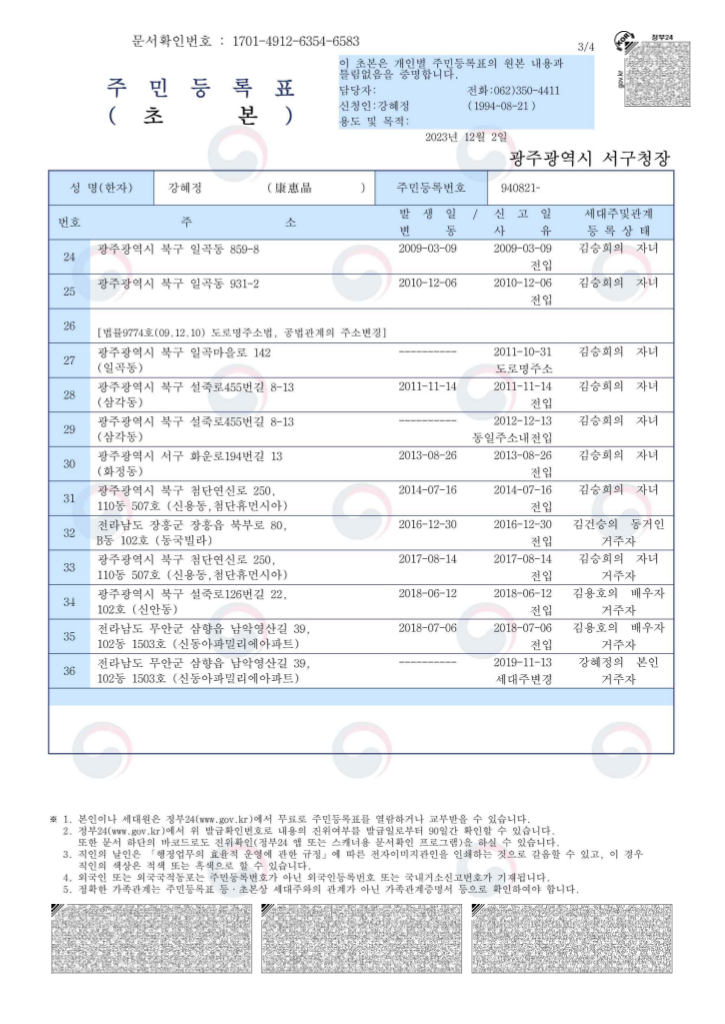 문서확인번호 : 1701-4912-6354-6583
3/4
정부24
주 민 등 록 표
( 초 본 )
이 초본은 개인별 주민등록표의 원본 내용과
틀림없음을 증명합니다.
담당자: 전화:062)350-4411
신청인:강혜정 (1994-08-21 )
용도 및 목적:
2023년 12월 2일
광주광역시 서구청장
성 명(한자) 강혜정 (康惠晶 ) 주민등록번호 940821-
번호 주 소 발 생 일 / 신 고 일 세대주및관계
변 동 사 유 등 록 상 태
24 광주광역시 북구 일곡동 859-8 2009-03-09 2009-03-09 김승희의 자녀
전입
25 광주광역시 북구 일곡동 931-2 2010-12-06 2010-12-06 김승희의 자녀
전입
26
[법률9774호(09.12.10) 도로명주소법, 공법관계의 주소변경]
27 광주광역시 북구 일곡마을로 142 ---------- 2011-10-31 김승희의 자녀
(일곡동) 도로명주소
28 광주광역시 북구 설죽로455번길 8-13 2011-11-14 2011-11-14 김승희의 자녀
(삼각동) 전입
29 광주광역시 북구 설죽로455번길 8-13 ---------- 2012-12-13 김승희의 자녀
(삼각동) 동일주소내전입
30 광주광역시 서구 화운로194번길 13 2013-08-26 2013-08-26 김승희의 자녀
(화정동) 전입
31 광주광역시 북구 첨단연신로 250, 2014-07-16 2014-07-16 김승희의 자녀
110동 507호 (신용동,첨단휴먼시아) 전입
32 전라남도 장흥군 장흥읍 북부로 80, 2016-12-30 2016-12-30 김건승의 동거인
B동 102호 (동국빌라) 전입 거주자
33 광주광역시 북구 첨단연신로 250, 2017-08-14 2017-08-14 김승희의 자녀
110동 507호 (신용동,첨단휴먼시아) 전입 거주자
34 광주광역시 북구 설죽로126번길 22, 2018-06-12 2018-06-12 김용호의 배우자
102호 (신안동) 전입 거주자
35 전라남도 무안군 삼향읍 남악영산길 39, 2018-07-06 2018-07-06 김용호의 배우자
102동 1503호 (신동아파밀리에아파트) 전입 거주자
36 전라남도 무안군 삼향읍 남악영산길 39, ---------- 2019-11-13 강혜정의 본인
102동 1503호 (신동아파밀리에아파트) 세대주변경 거주자
※ 1. 본인이나 세대원은 정부24(www.gov.kr)에서 무료로 주민등록표를 열람하거나 교부받을 수 있습니다.
2. 정부24(www.gov.kr)에서 위 발급확인번호로 내용의 진위여부를 발급일로부터 90일간 확인할 수 있습니다.
또한 문서 하단의 바코드로도 진위확인(정부24 앱 또는 스캐너용 문서확인 프로그램)을 하실 수 있습니다.
3. 직인의 날인은 「행정업무의 효율적 운영에 관한 규정」에 따른 전자이미지관인을 인쇄하는 것으로 갈음할 수 있고, 이 경우
직인의 색상은 적색 또는 흑색으로 할 수 있습니다.
4. 외국인 또는 외국국적동포는 주민등록번호가 아닌 외국인등록번호 또는 국내거소신고번호가 기재됩니다.
5. 정확한 가족관계는 주민등록표 등·초본상 세대주와의 관계가 아닌 가족관계증명서 등으로 확인하여야 합니다.